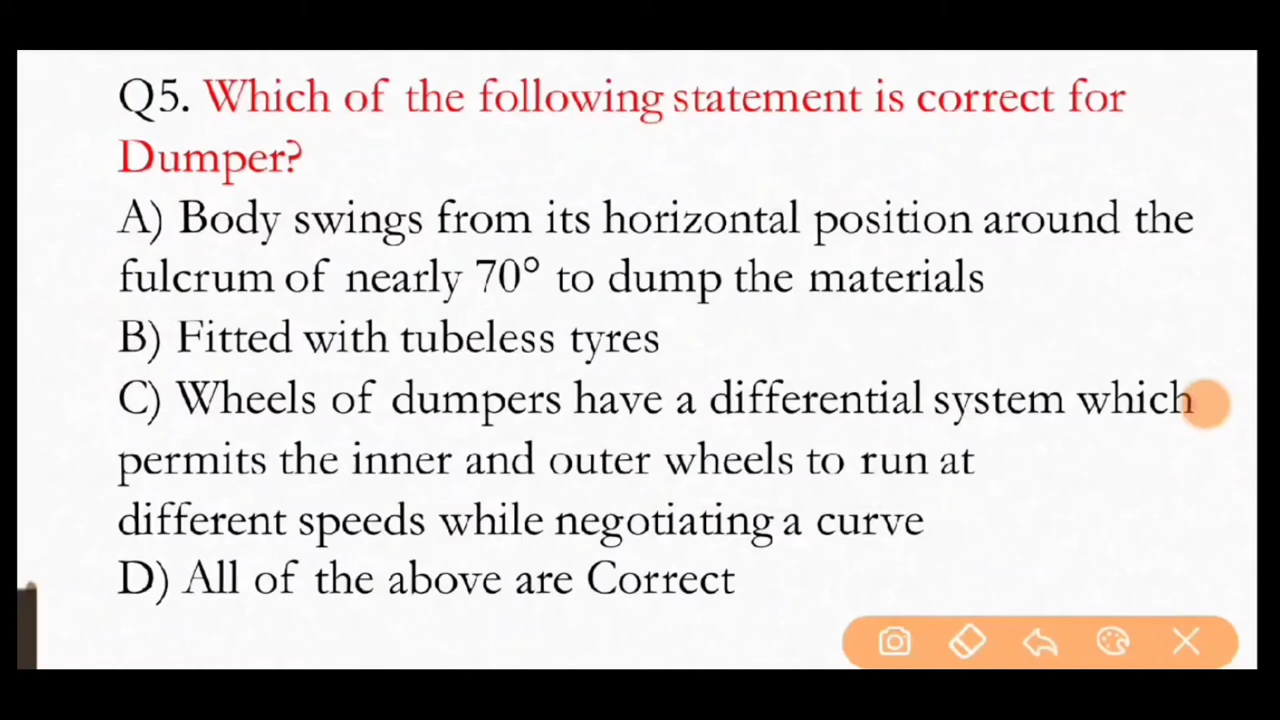 Q5. Which of the following statement is correct for
Dumper?
A) Body swings from its horizontal position around the
fulcrum of nearly 70° to dump the materials
B) Fitted with tubeless tyres
C) Wheels of dumpers have a differential system which
permits the inner and outer wheels to run at
different speeds while negotiating a curve
D) All of the above are Correct